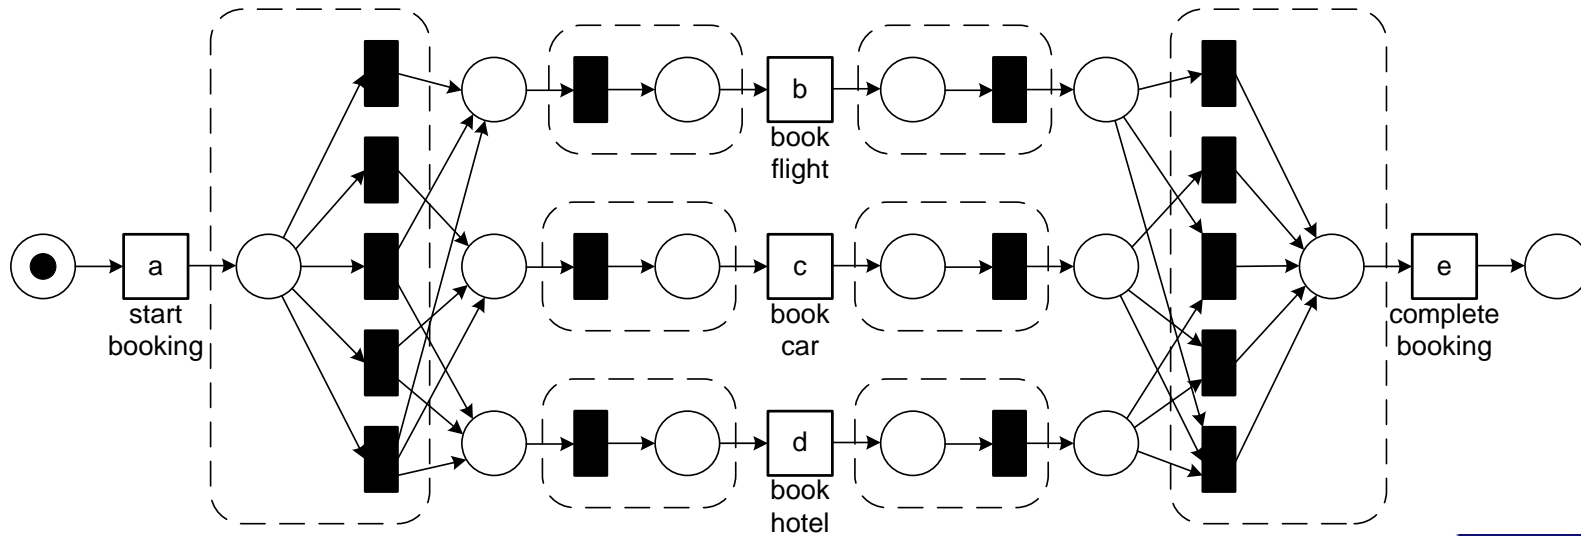 a
start
booking
b
book
flight
c
book
car
d
book
hotel
e
complete
booking